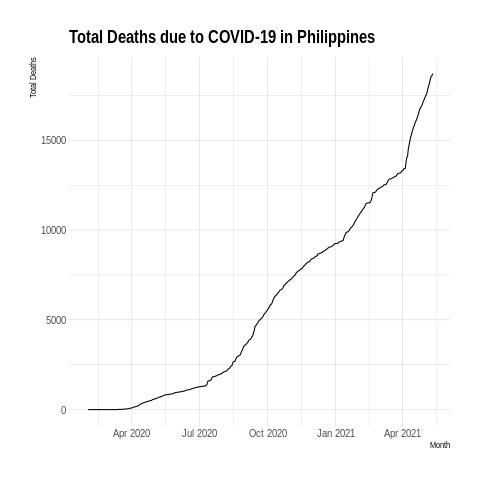 Total Deaths due to COVID-19 in Philippines
Total Deaths
15000
10000
5000
0
Apr 2020 Jul 2020 Oct 2020 Jan 2021 Apr 2021
Month